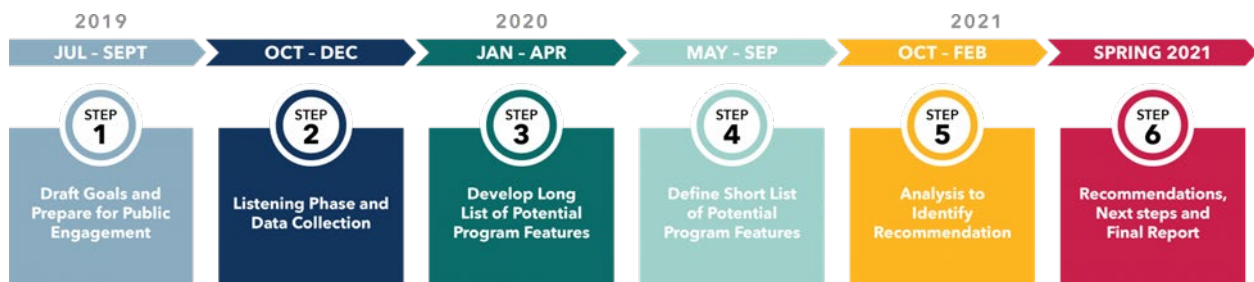 2019
2020
2021
JUL – SEPT
OCT – DEC
JAN – APR
MAY – SEP
OCT – FEB
SPRING 2021
STEP
1
Draft Goals and
Prepare for Public
Engagement
STEP
2
Listening Phase and
Data Collection
STEP
3
Develop Long
List of Potential
Program Features
STEP
4
Define Short List
of Potential
Program Features
STEP
5
Analysis to
Identify
Recommendation
STEP
6
Recommendations,
Next steps and
Final Report